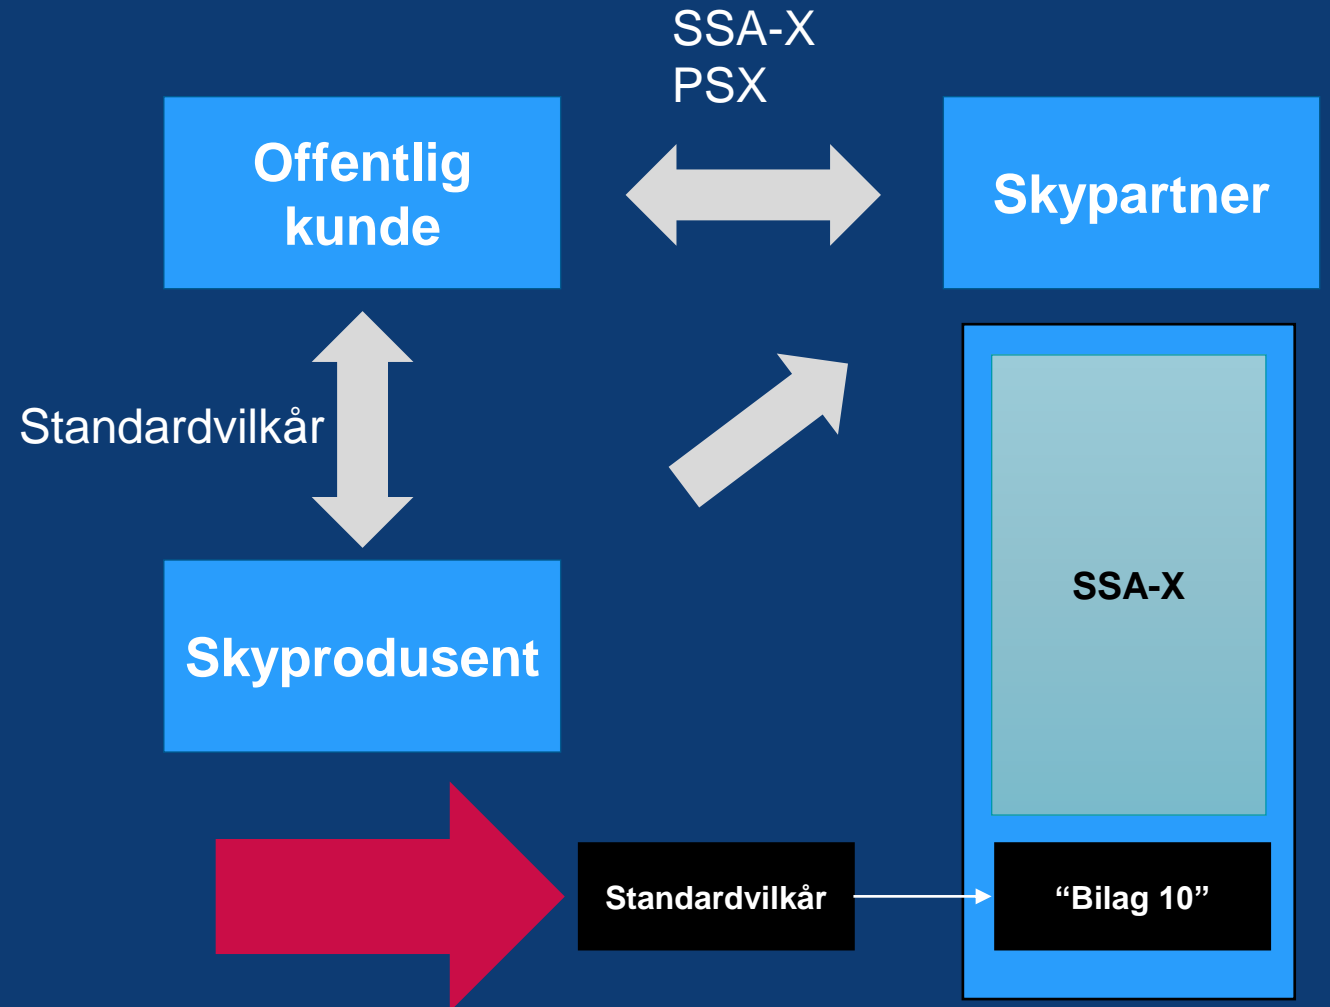 SSA-X
PSX
Offentlig
kunde
Skypartner
Standardvilkår
SSA-X
Skyprodusent
Standardvilkår
“Bilag 10”